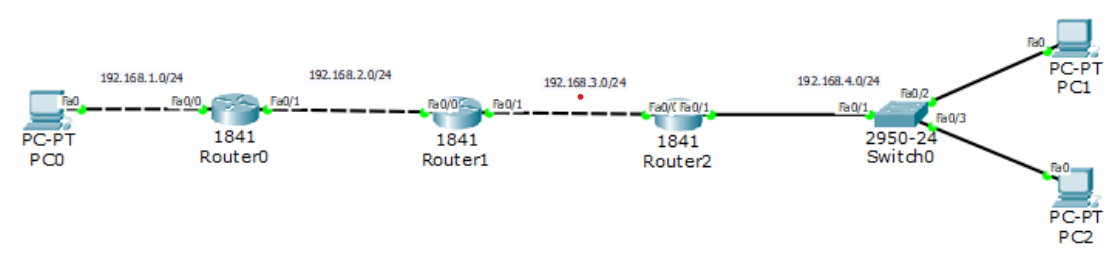 192.168.1.0/24
192.168.2.0/24
192.168.3.0/24
192.168.4.0/24
Fa0
Fa0/0
Fa0/1
Fa0/0
Fa0/1
Fa0/0
Fa0/1
Fa0/1
Fa0/2
Fa0/3
Fa0
Fa0
PC-PT
PC0
1841
Router0
1841
Router1
1841
Router2
2950-24
Switch0
PC-PT
PC1
PC-PT
PC2